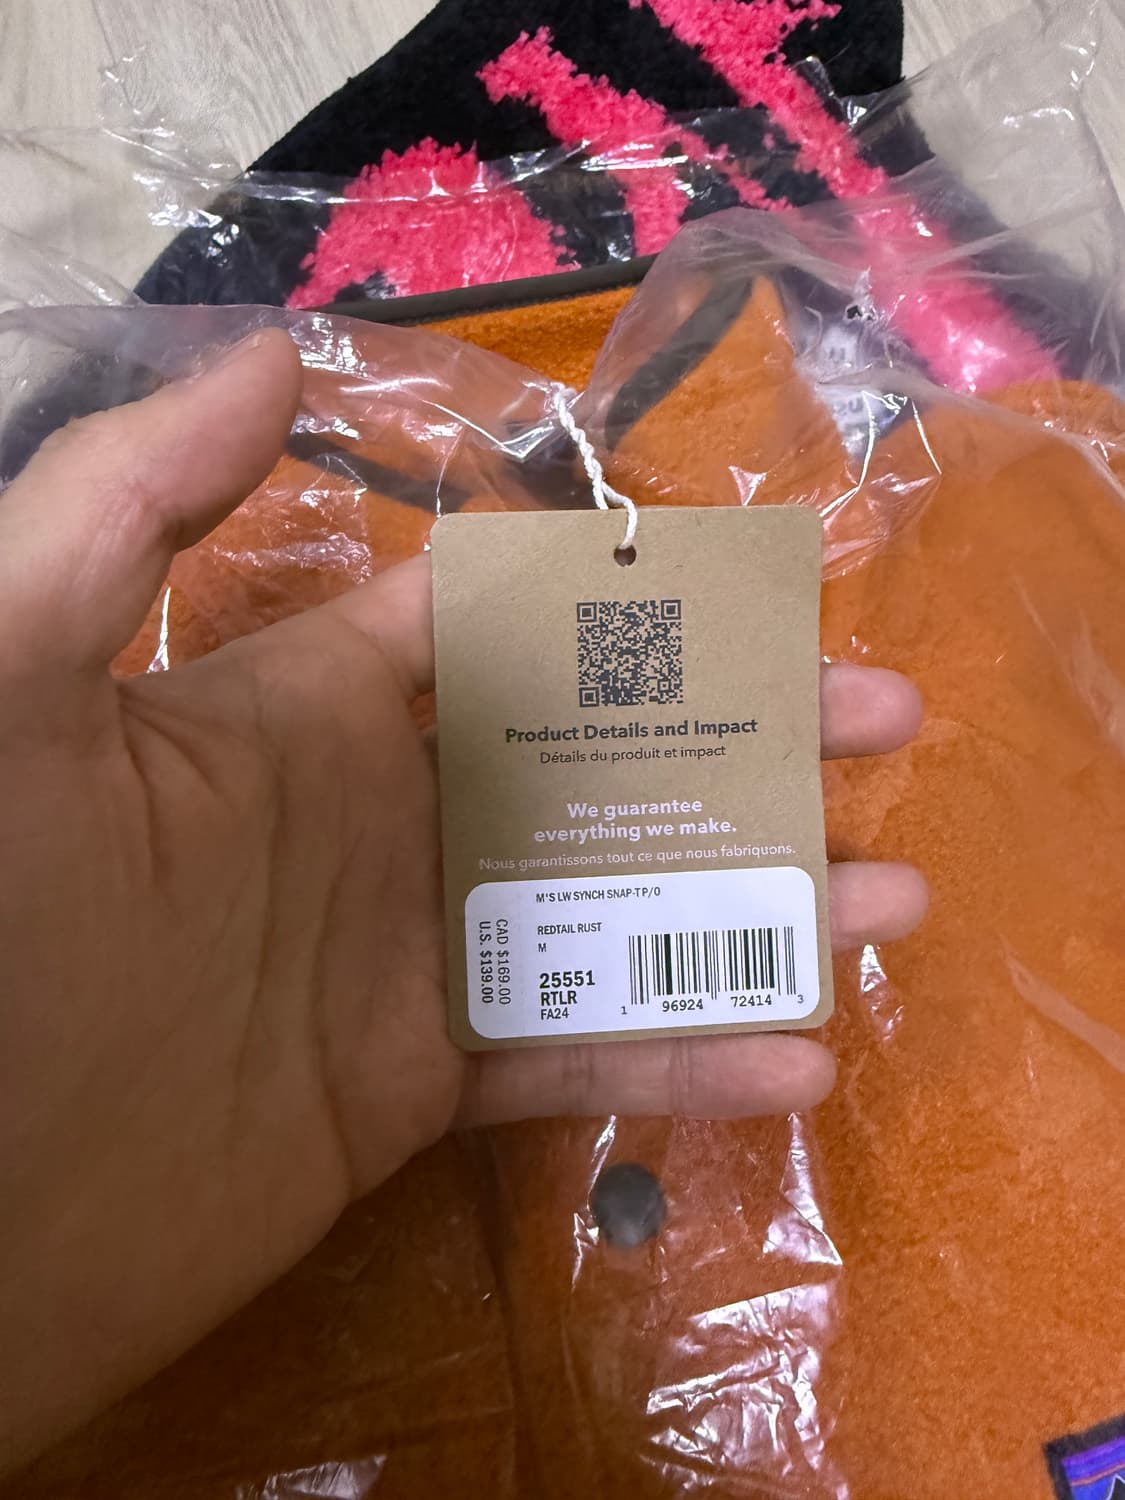 Product Details and Impact
Détails du produit et impact
We guarantee
everything we make.
Nous garantissons tout ce que nous fabriquons.
M'S LW SYNCH SNAP-T P/O
REDTAIL RUST
M
25551
RTLR
FA24
CAD $169.00
U.S. $139.00
1 96924 72414 3